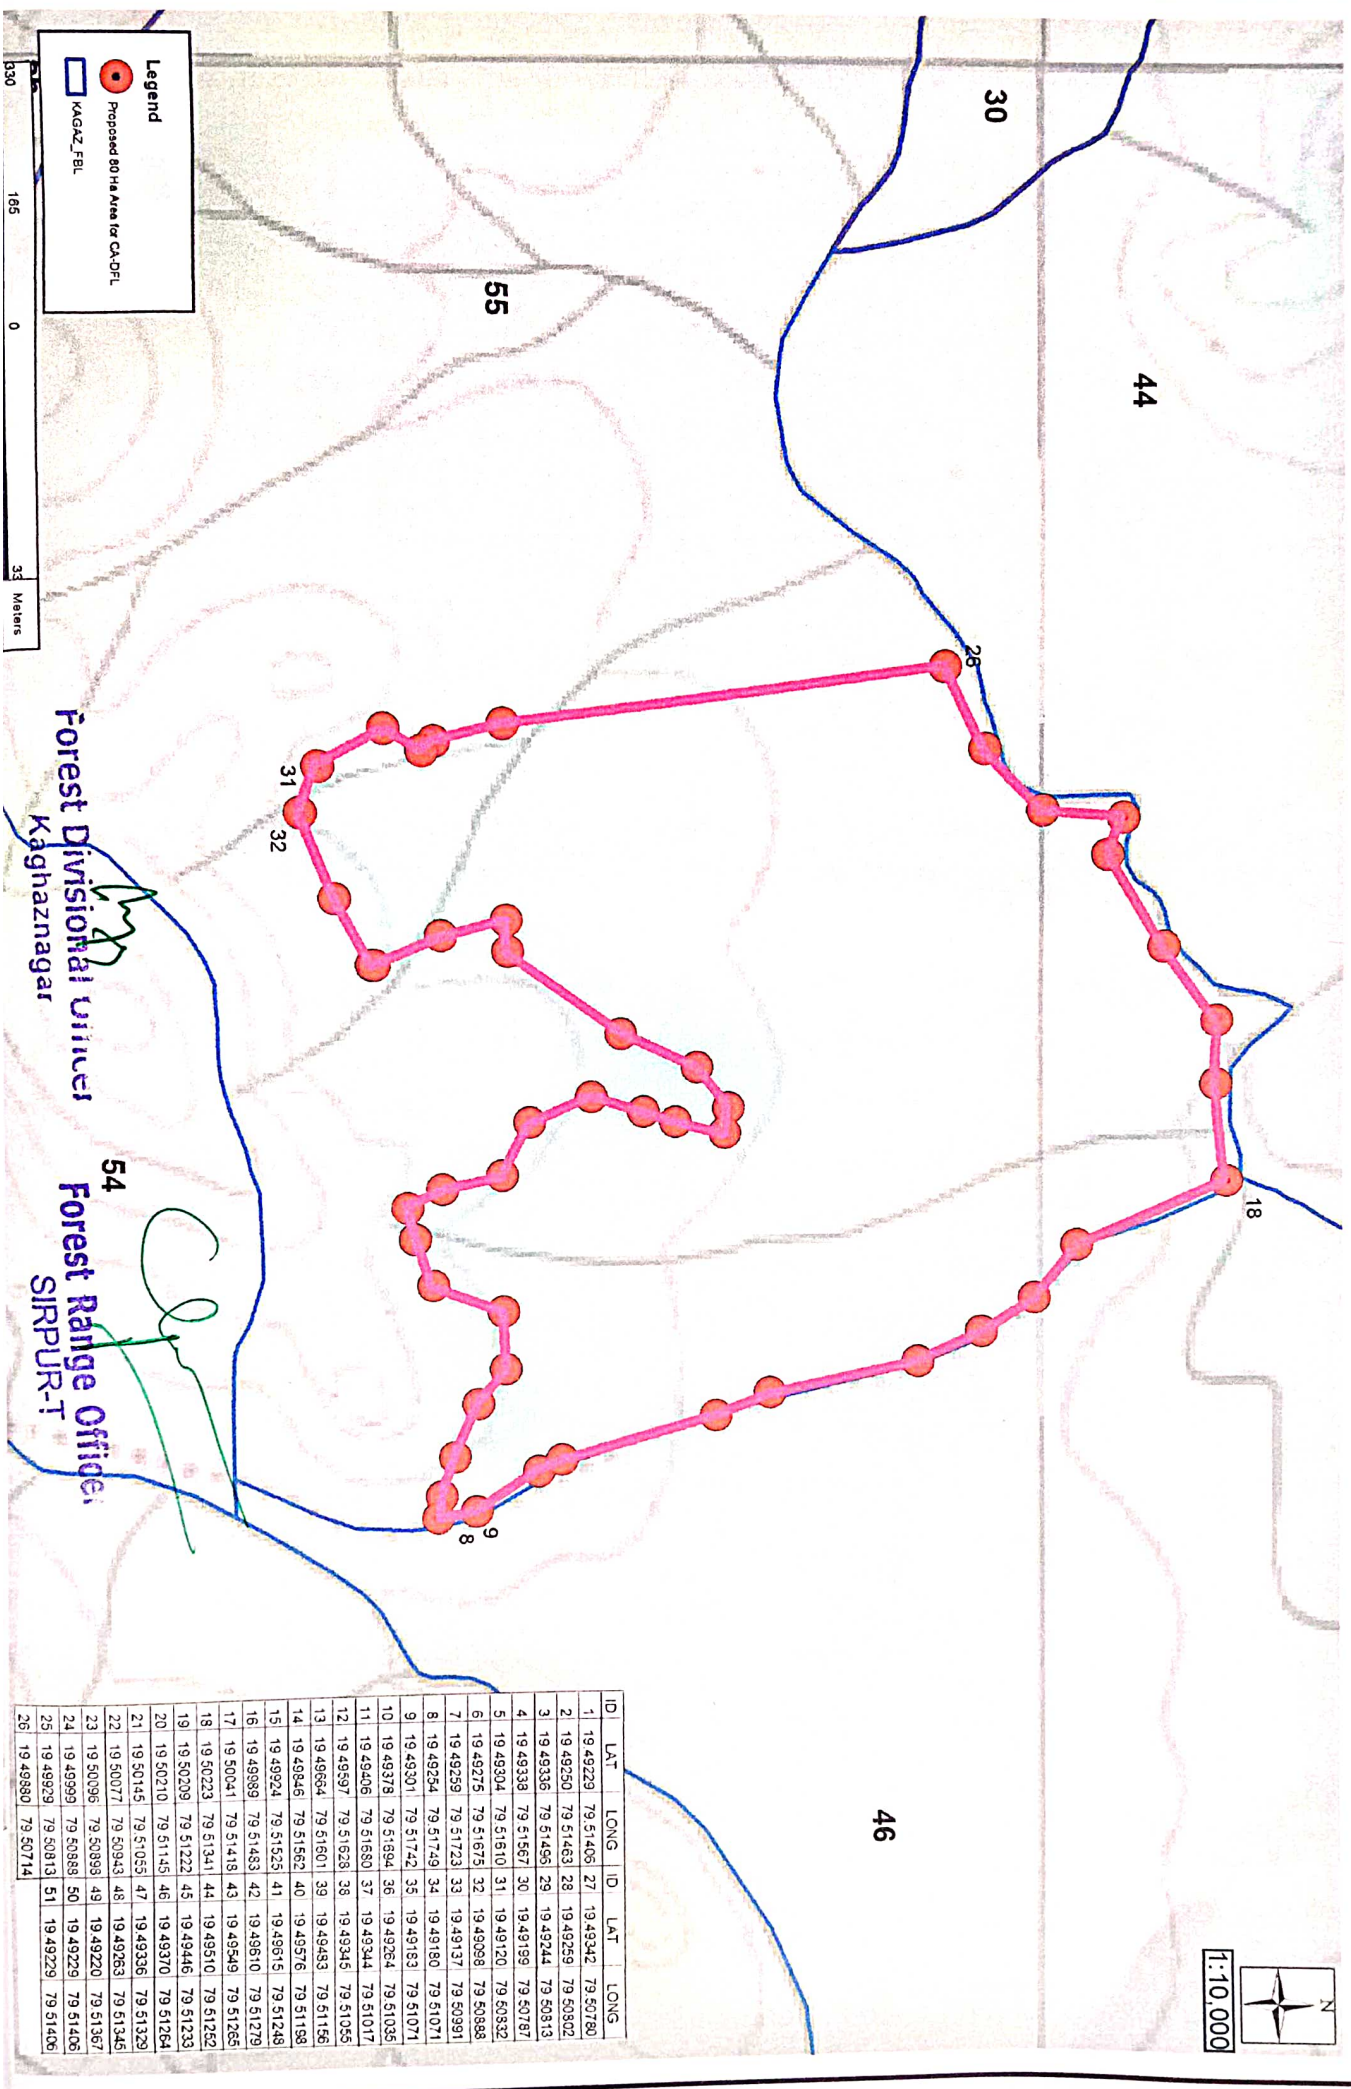 N
1:10,000
30
44
18
26
46
55
9
8
31
32
54
Legend
Proposed 80 Ha Area for CA-DFL
KAGAZ_FBL
330 165 0 33 Meters
Forest Divisional Officer
Kaghaznagar
Forest Range Officer
SIRPUR-T
ID LAT LONG ID LAT LONG
1 19.49229 79.51406 27 19.49342 79.50780
2 19.49250 79.51463 28 19.49259 79.50802
3 19.49336 79.51496 29 19.49244 79.50813
4 19.49338 79.51567 30 19.49199 79.50787
5 19.49304 79.51610 31 19.49120 79.50832
6 19.49275 79.51675 32 19.49098 79.50888
7 19.49259 79.51723 33 19.49137 79.50991
8 19.49254 79.51749 34 19.49180 79.51071
9 19.49301 79.51742 35 19.49183 79.51071
10 19.49378 79.51694 36 19.49264 79.51035
11 19.49406 79.51680 37 19.49344 79.51017
12 19.49597 79.51628 38 19.49345 79.51055
13 19.49664 79.51601 39 19.49483 79.51156
14 19.49846 79.51562 40 19.49576 79.51198
15 19.49924 79.51525 41 19.49615 79.51248
16 19.49989 79.51483 42 19.49610 79.51279
17 19.50041 79.51418 43 19.49549 79.51265
18 19.50223 79.51341 44 19.49510 79.51252
19 19.50209 79.51222 45 19.49446 79.51233
20 19.50210 79.51145 46 19.49370 79.51264
21 19.50145 79.51055 47 19.49336 79.51329
22 19.50077 79.50943 48 19.49263 79.51345
23 19.50096 79.50898 49 19.49220 79.51367
24 19.49999 79.50888 50 19.49229 79.51406
25 19.49929 79.50813 51 19.49229 79.51406
26 19.49880 79.50714